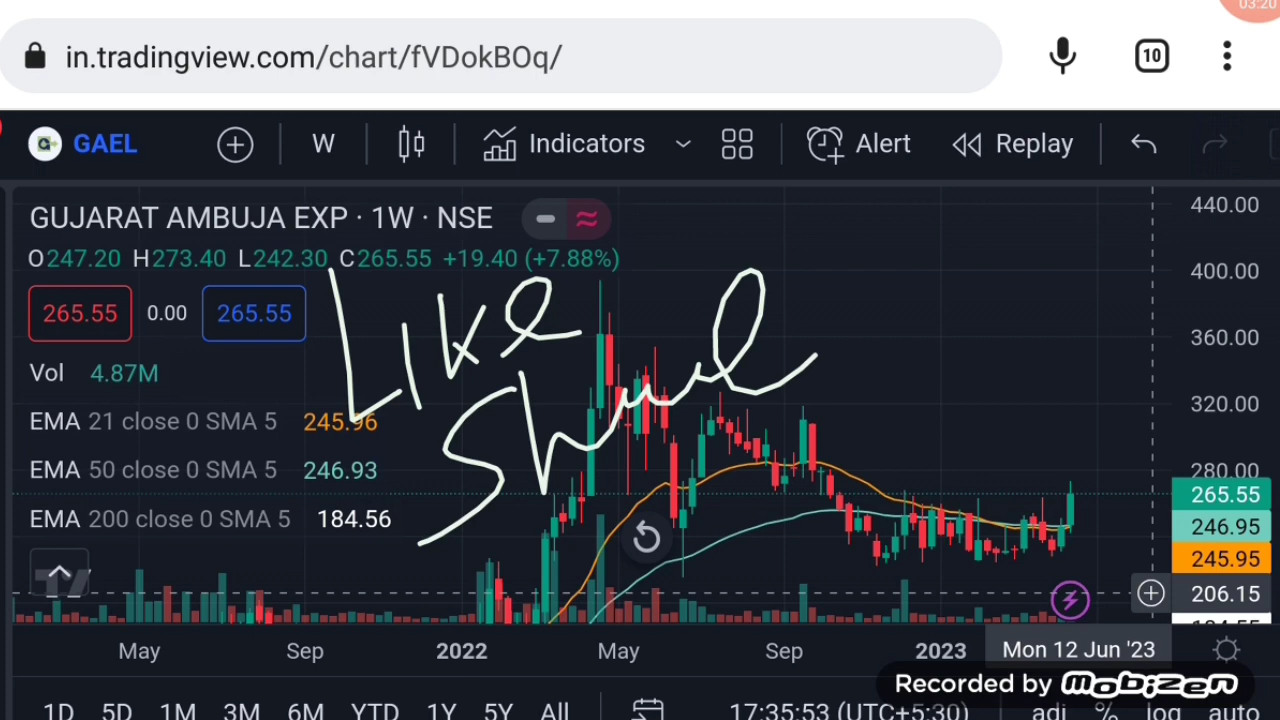 03:20
in.tradingview.com/chart/fVDokBOq/
10
GAEL W Indicators Alert Replay
GUJARAT AMBUJA EXP · 1W · NSE
O247.20 H273.40 L242.30 C265.55 +19.40 (+7.88%)
265.55 0.00 265.55
Vol 4.87M
EMA 21 close 0 SMA 5 245.96
EMA 50 close 0 SMA 5 246.93
EMA 200 close 0 SMA 5 184.56
Like
440.00
400.00
360.00
320.00
280.00
265.55
246.95
245.95
206.15
May Sep 2022 May Sep 2023 Mon 12 Jun '23
Recorded by Mobizen
1D 5D 1M 3M 6M YTD 1Y 5Y All 17:35:53 (UTC+5:30) adj % log auto